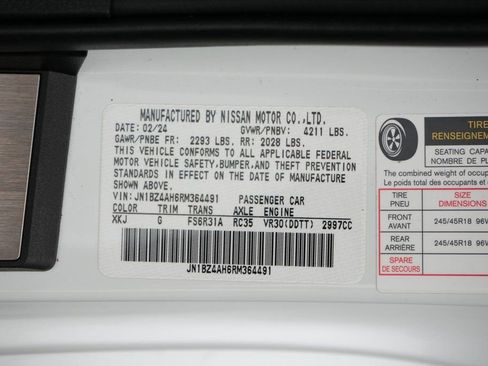 MANUFACTURED BY NISSAN MOTOR CO.,LTD.
DATE: 02/24 GVWR/PNBV: 4211 LBS.
GAWR/PNBE FR: 2293 LBS. RR: 2028 LBS.
THIS VEHICLE CONFORMS TO ALL APPLICABLE FEDERAL
MOTOR VEHICLE SAFETY, BUMPER, AND THEFT PREVENTION
STANDARDS IN EFFECT ON THE DATE OF MANUFACTURE
SHOWN ABOVE.
VIN: JN1BZ4AH6RM364491 PASSENGER CAR
COLOR TRIM TRANS AXLE ENGINE
XKJ G FS6R31A RC35 VR30(DDTT) 2997CC
JN1BZ4AH6RM364491
TIRE
RENSEIGNEMEN
SEATING CAPA
NOMBRE DE PL
The combined weight of occup
Le poids total des occupants et
TIRE SIZE
PNEU DIMENSIONS
FRONT
AVANT 245/45R18 96V
REAR
ARRIÈRE 245/45R18 96V
SPARE
DE SECOURS